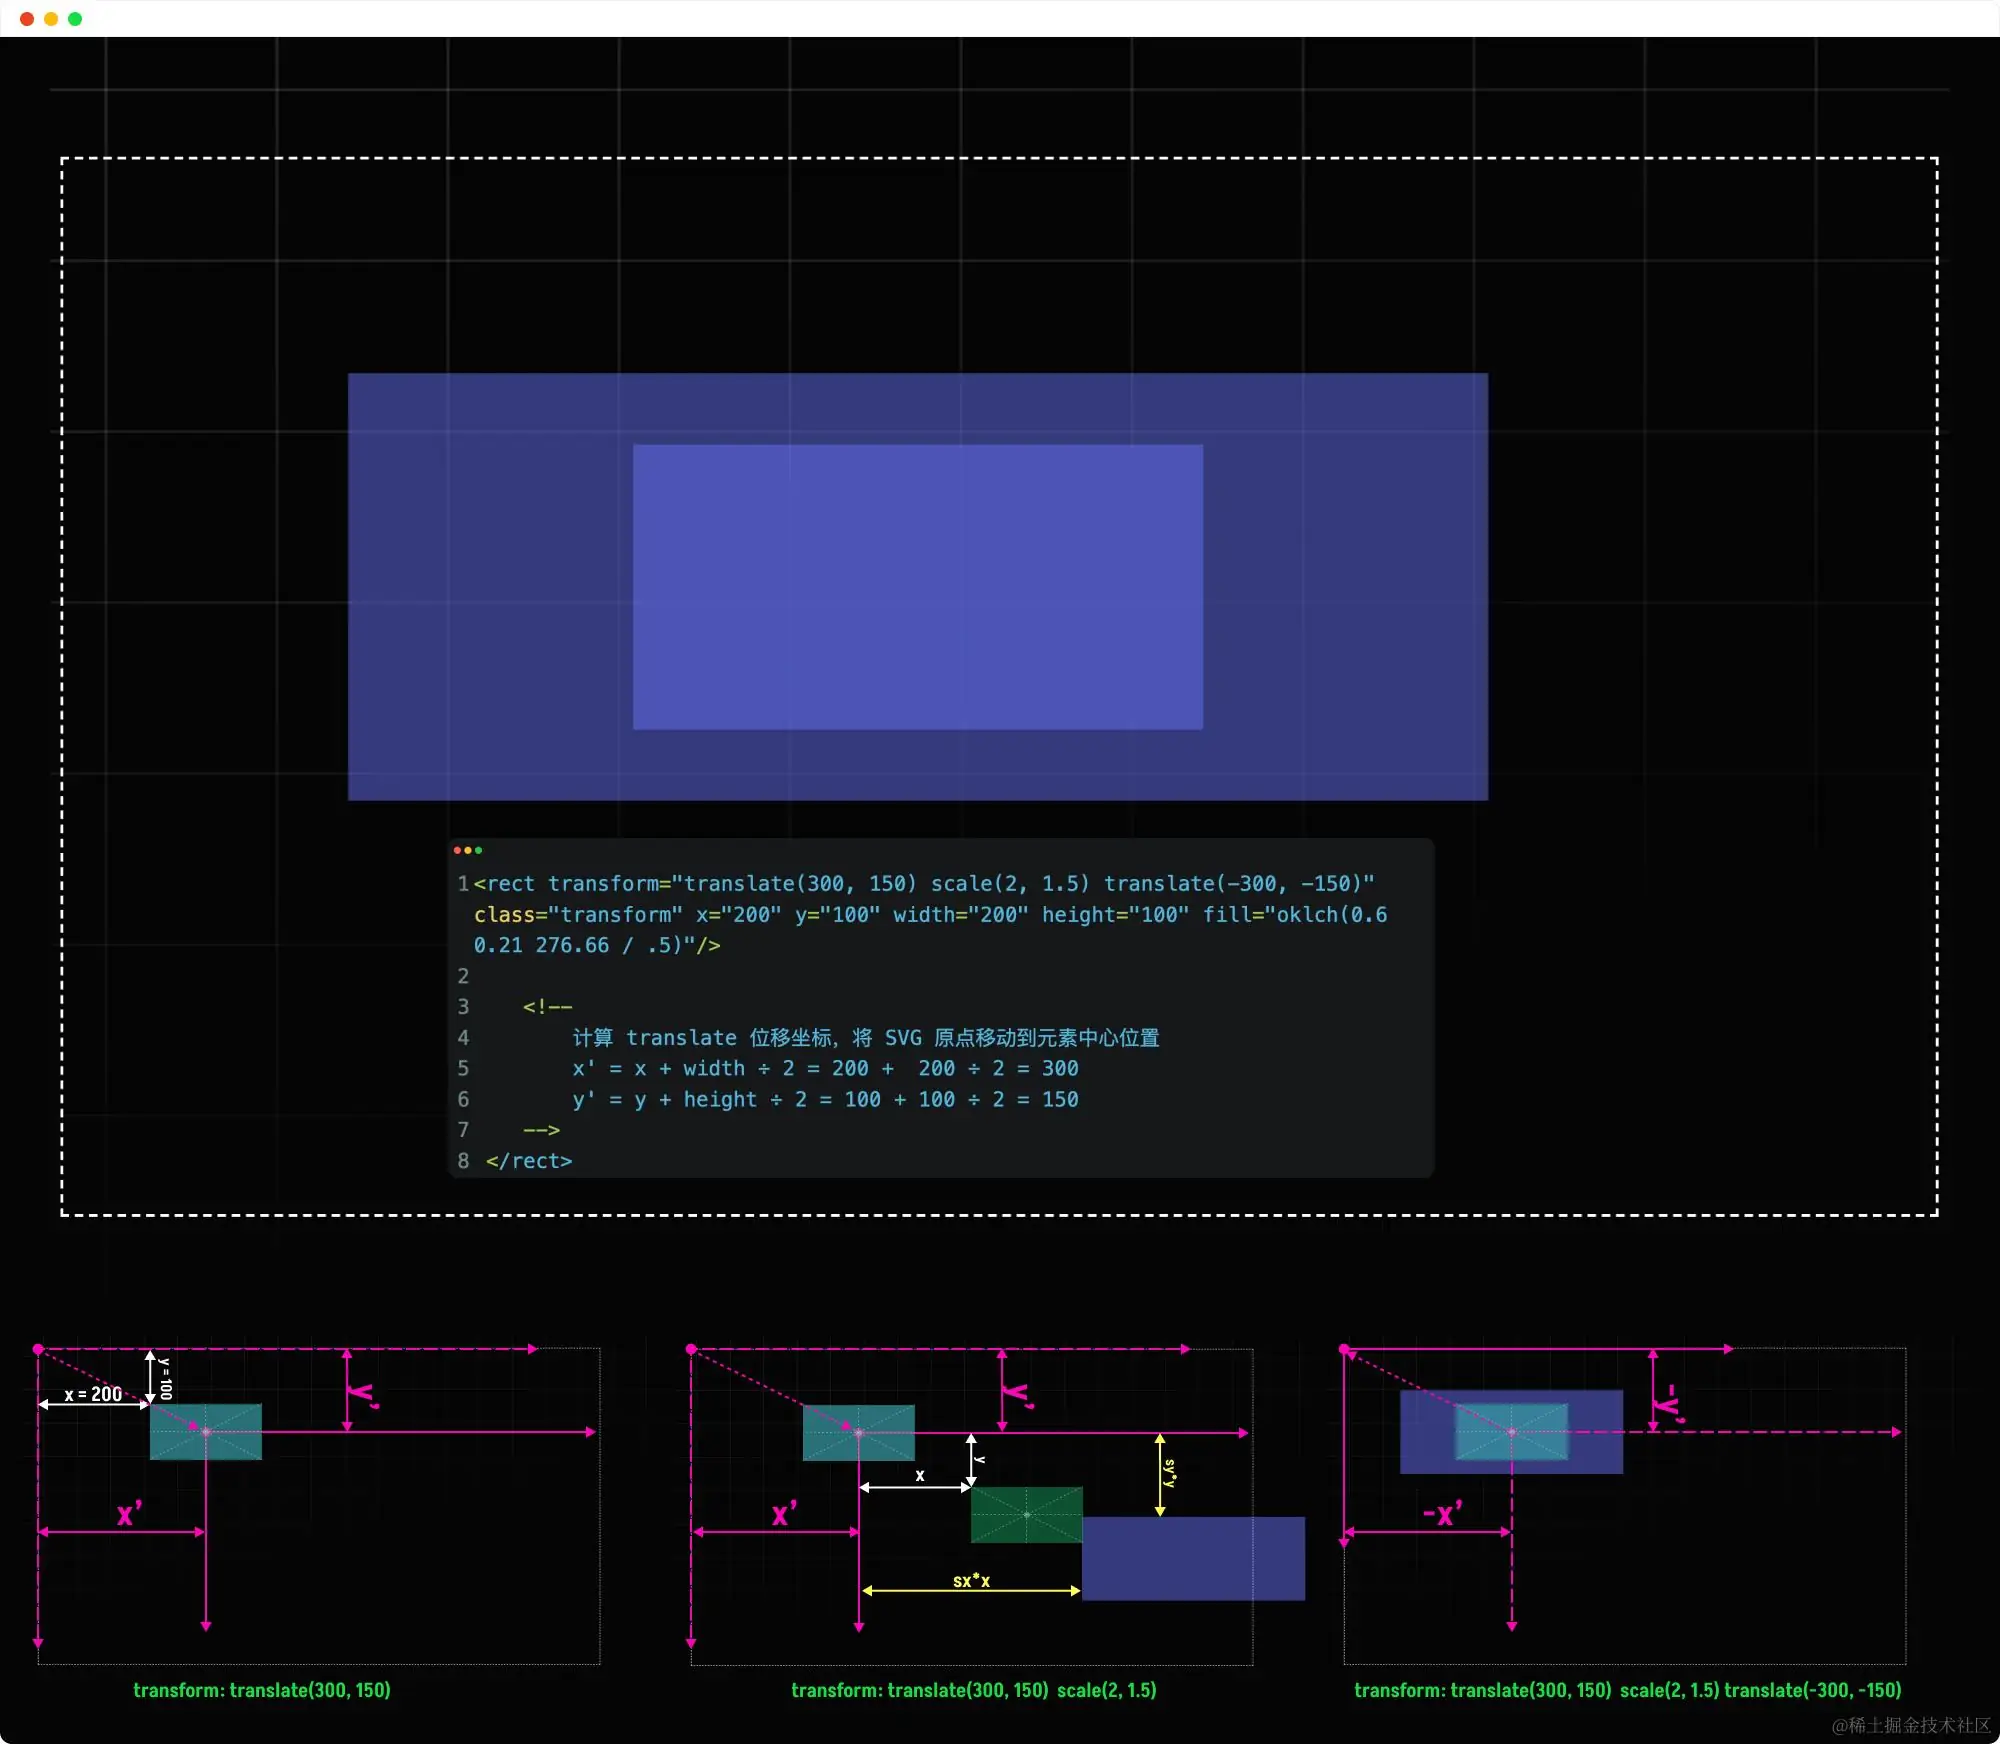 1 <rect transform="translate(300, 150) scale(2, 1.5) translate(-300, -150)"
class="transform" x="200" y="100" width="200" height="100" fill="oklch(0.6
0.21 276.66 / .5)"/>
2
3 <!--
4 计算 translate 位移坐标，将 SVG 原点移动到元素中心位置
5 x' = x + width ÷ 2 = 200 +  200 ÷ 2 = 300
6 y' = y + height ÷ 2 = 100 + 100 ÷ 2 = 150
7 -->
8 </rect>
x = 200
y = 100
y'
x'
transform: translate(300, 150)
y'
y
x
sy*y
x'
sx*x
transform: translate(300, 150) scale(2, 1.5)
-y'
-x'
transform: translate(300, 150) scale(2, 1.5) translate(-300, -150)
@稀土掘金技术社区